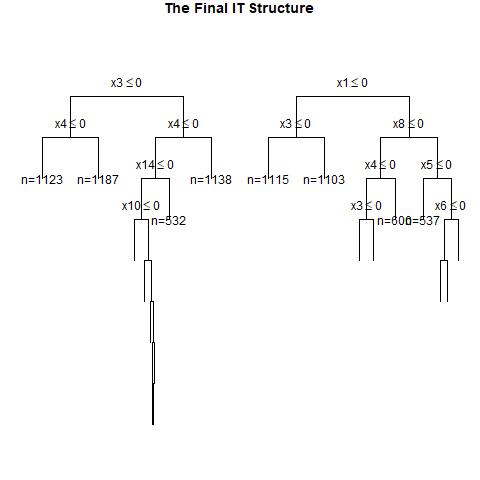 The Final IT Structure
x3 ≤ 0 x1 ≤ 0
x4 ≤ 0 x4 ≤ 0 x3 ≤ 0 x8 ≤ 0
x14 ≤ 0 x4 ≤ 0 x5 ≤ 0
n=1123 n=1187 n=1138 n=1115 n=1103
x10 ≤ 0 x3 ≤ 0 x6 ≤ 0
n=532 n=600 n=537